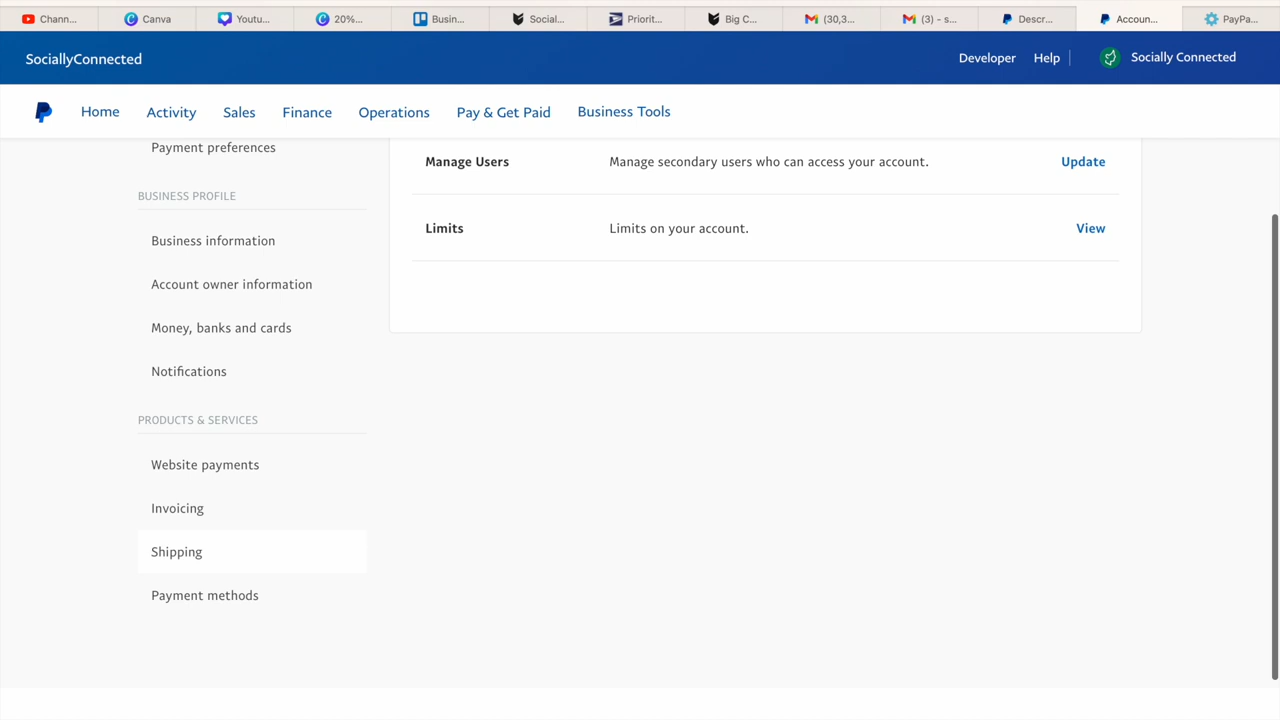 Chann...
Canva
Youtu...
20%...
Busin...
Social...
Priorit...
Big C...
(30,3...
(3) - s...
Descr...
Accoun...
PayPa...
SociallyConnected
Developer
Help
Socially Connected
Home
Activity
Sales
Finance
Operations
Pay & Get Paid
Business Tools
Payment preferences
BUSINESS PROFILE
Business information
Account owner information
Money, banks and cards
Notifications
PRODUCTS & SERVICES
Website payments
Invoicing
Shipping
Payment methods
Manage Users
Manage secondary users who can access your account.
Update
Limits
Limits on your account.
View